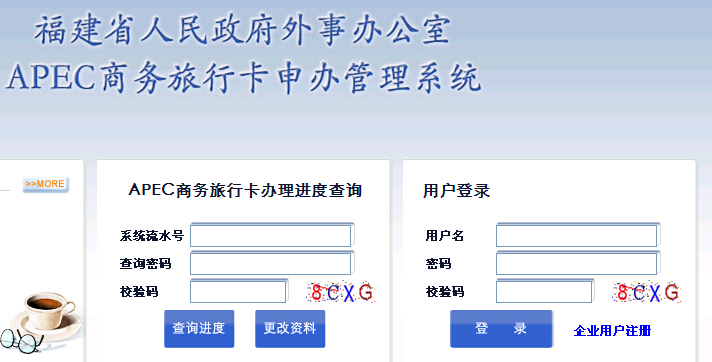 福建省人民政府外事办公室
APEC商务旅行卡申办管理系统
>>MORE
APEC商务旅行卡办理进度查询
系统流水号
查询密码
校验码 8CXG
查询进度 更改资料
用户登录
用户名
密码
校验码 8CXG
登 录 企业用户注册